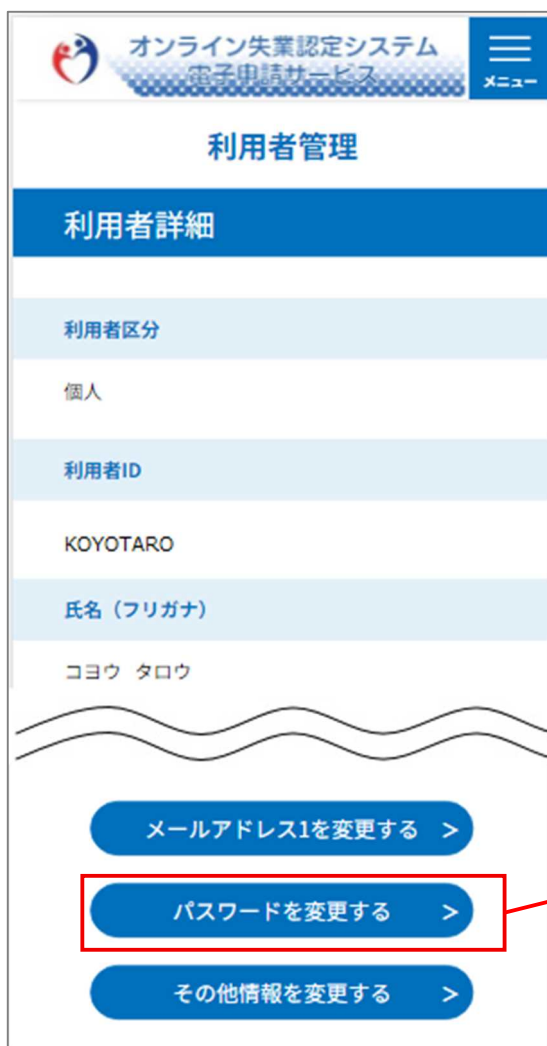 オンライン失業認定システム
電子申請サービス
メニュー
利用者管理
利用者詳細
利用者区分
個人
利用者ID
KOYOTARO
氏名（フリガナ）
コヨウ タロウ
メールアドレス1を変更する >
パスワードを変更する >
その他情報を変更する >